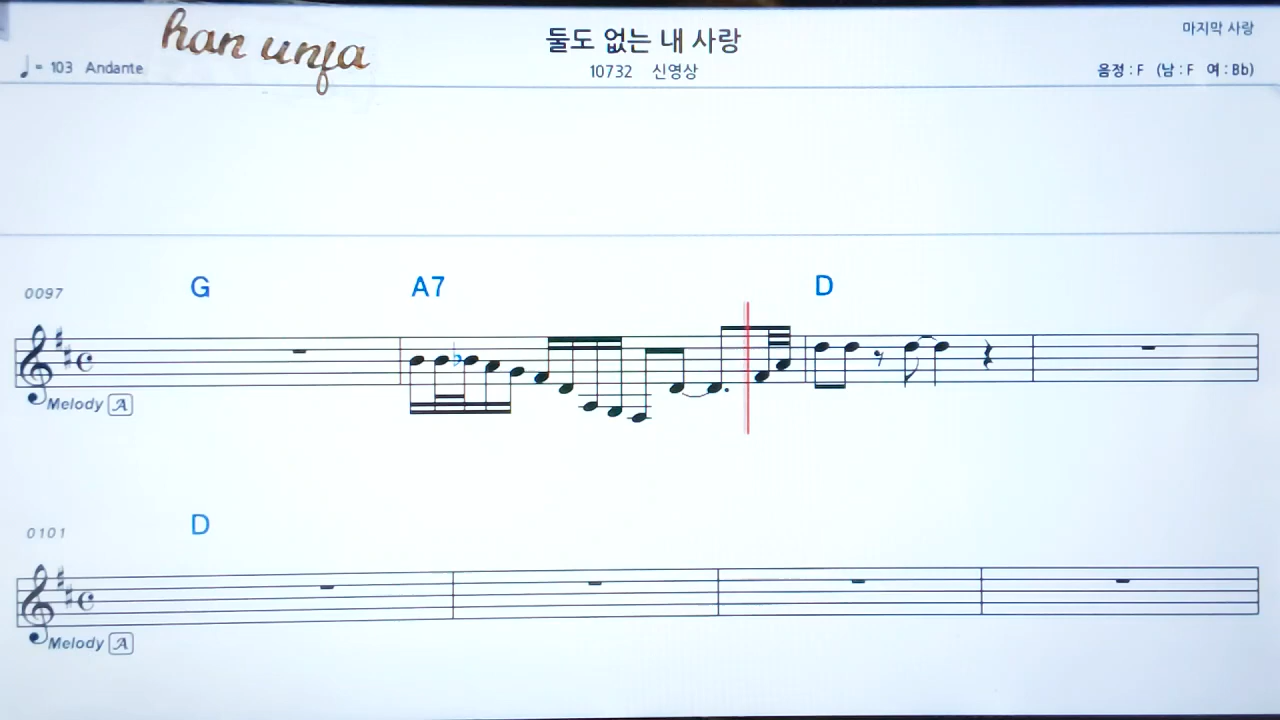 han unfa
둘도 없는 내 사랑
마지막 사랑
♩ = 103 Andante
10732 신영상
음정 : F (남 : F 여 : Bb)
0097
G A7 D
Melody A
0101
D
Melody A